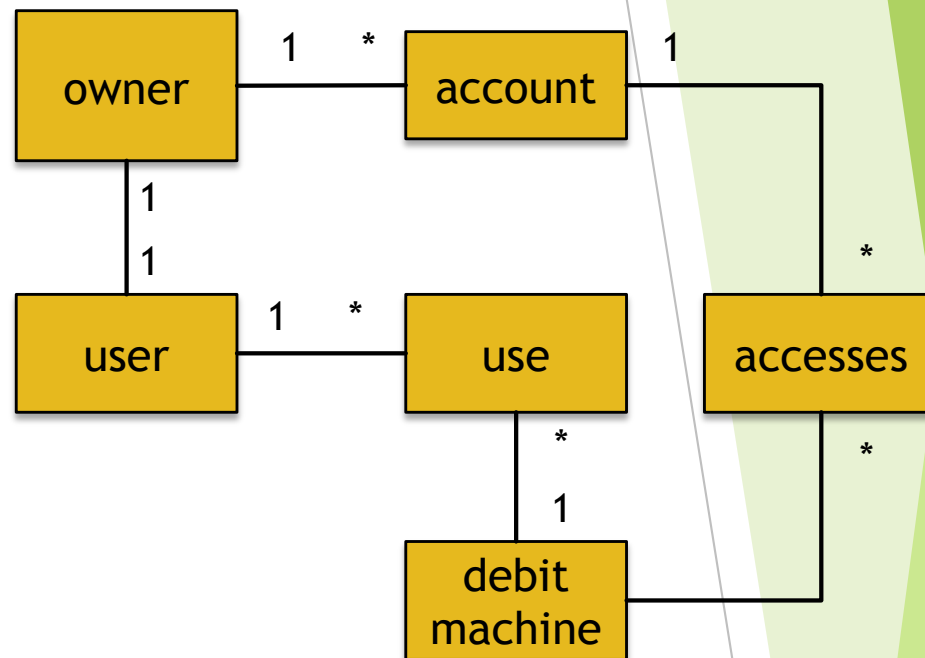 1 * 1
owner account
1
1 *
1 *
user use accesses
* *
1
debit
machine